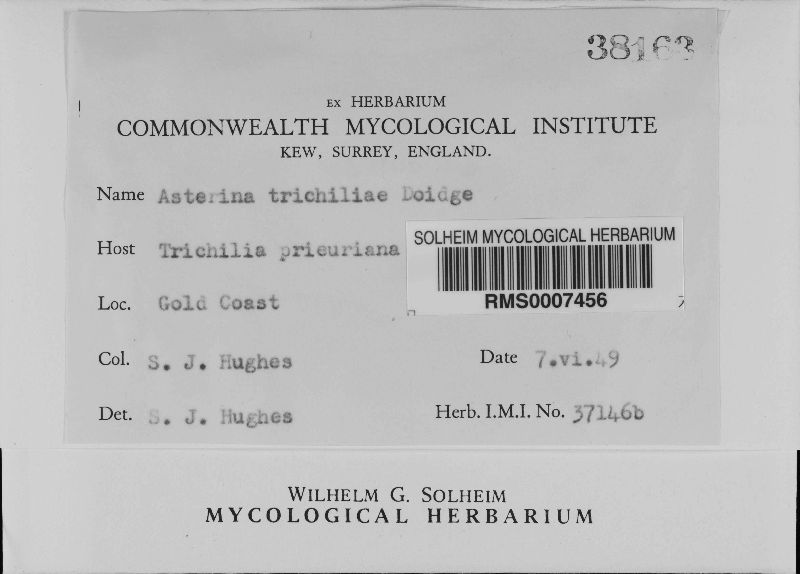 38163
EX HERBARIUM
COMMONWEALTH MYCOLOGICAL INSTITUTE
KEW, SURREY, ENGLAND.
Name Asterina trichiliae Doidge
Host Trichilia prieuriana
SOLHEIM MYCOLOGICAL HERBARIUM
RMS0007456
Loc. Gold Coast
Col. S. J. Hughes Date 7.vi.49
Det. S. J. Hughes Herb. I.M.I. No. 37146b
WILHELM G. SOLHEIM
MYCOLOGICAL HERBARIUM